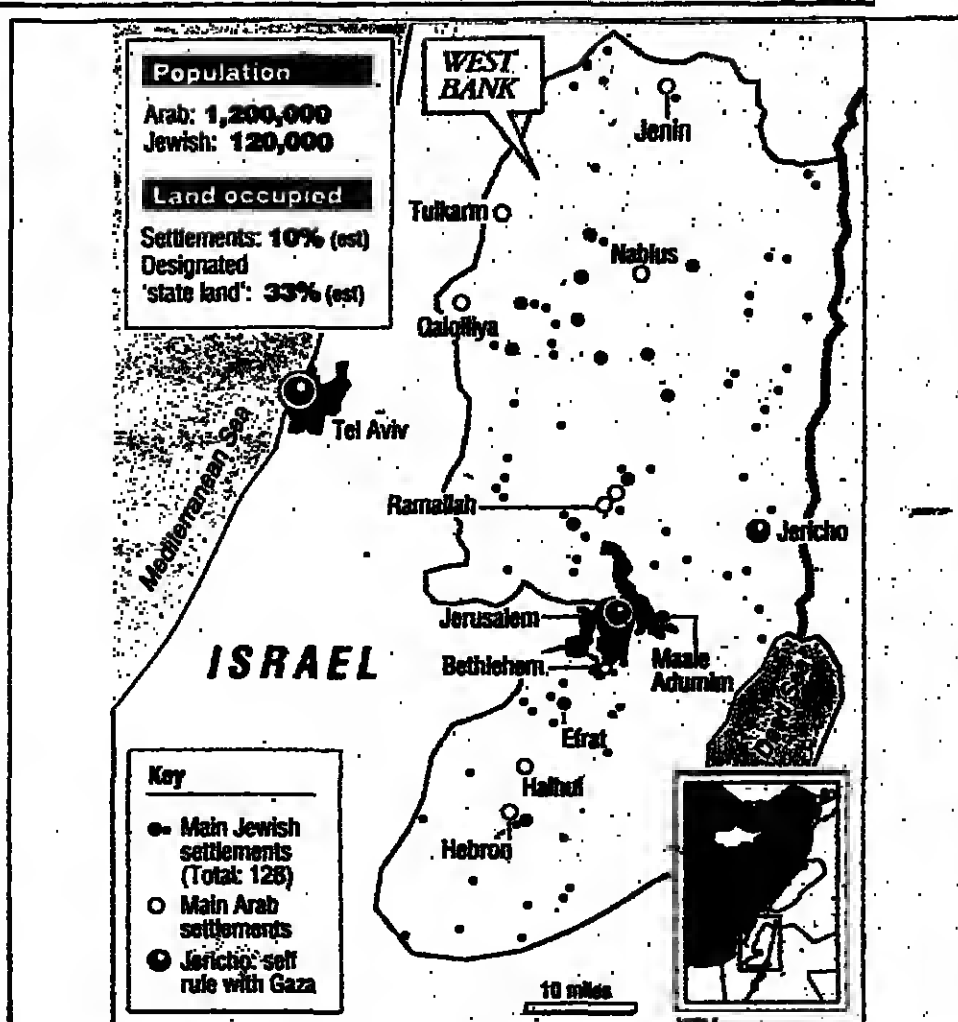 Population
Arab: 1,200,000
Jewish: 120,000
Land occupied
Settlements: 10% (est)
Designated
'state land': 33% (est)
WEST
BANK
Jenin
Tulkarm
Nablus
Qalqiliya
Tel Aviv
Mediterranean Sea
Ramallah
Jericho
Jerusalem
ISRAEL
Bethlehem
Maale
Adumim
Dead Sea
Efrat
Halhul
Hebron
Key
Main Jewish
settlements
(Total: 128)
Main Arab
settlements
Jericho: self
rule with Gaza
10 miles